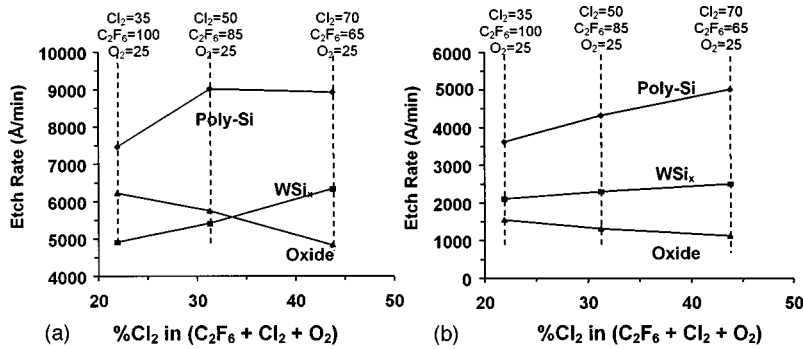 Cl₂=35
C₂F₆=100
O₂=25
Cl₂=50
C₂F₆=85
O₂=25
Cl₂=70
C₂F₆=65
O₂=25
Etch Rate (Å/min)
10000
9000
8000
7000
6000
5000
4000
Poly-Si
WSiₓ
Oxide
20 30 40 50
(a) %Cl₂ in (C₂F₆ + Cl₂ + O₂)
Cl₂=35
C₂F₆=100
O₂=25
Cl₂=50
C₂F₆=85
O₂=25
Cl₂=70
C₂F₆=65
O₂=25
Etch Rate (A/min)
6000
5000
4000
3000
2000
1000
0
Poly-Si
WSiₓ
Oxide
20 30 40 50
(b) %Cl₂ in (C₂F₆ + Cl₂ + O₂)